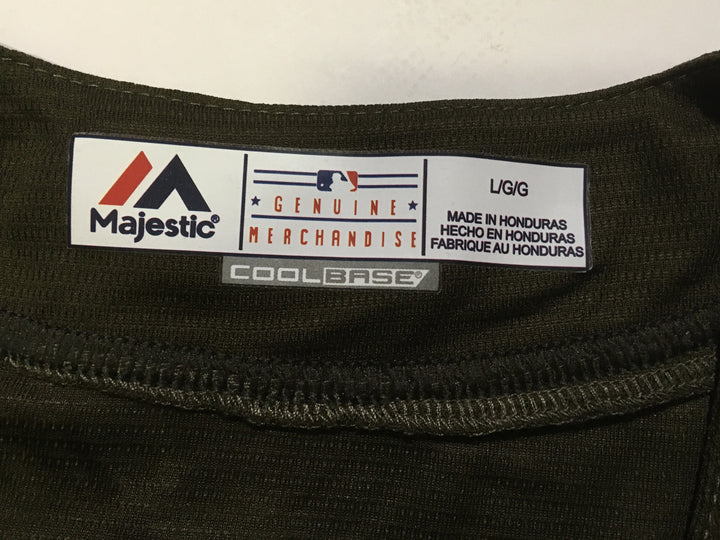 Majestic®
GENUINE
MERCHANDISE
L/G/G
MADE IN HONDURAS
HECHO EN HONDURAS
FABRIQUE AU HONDURAS
COOLBASE®